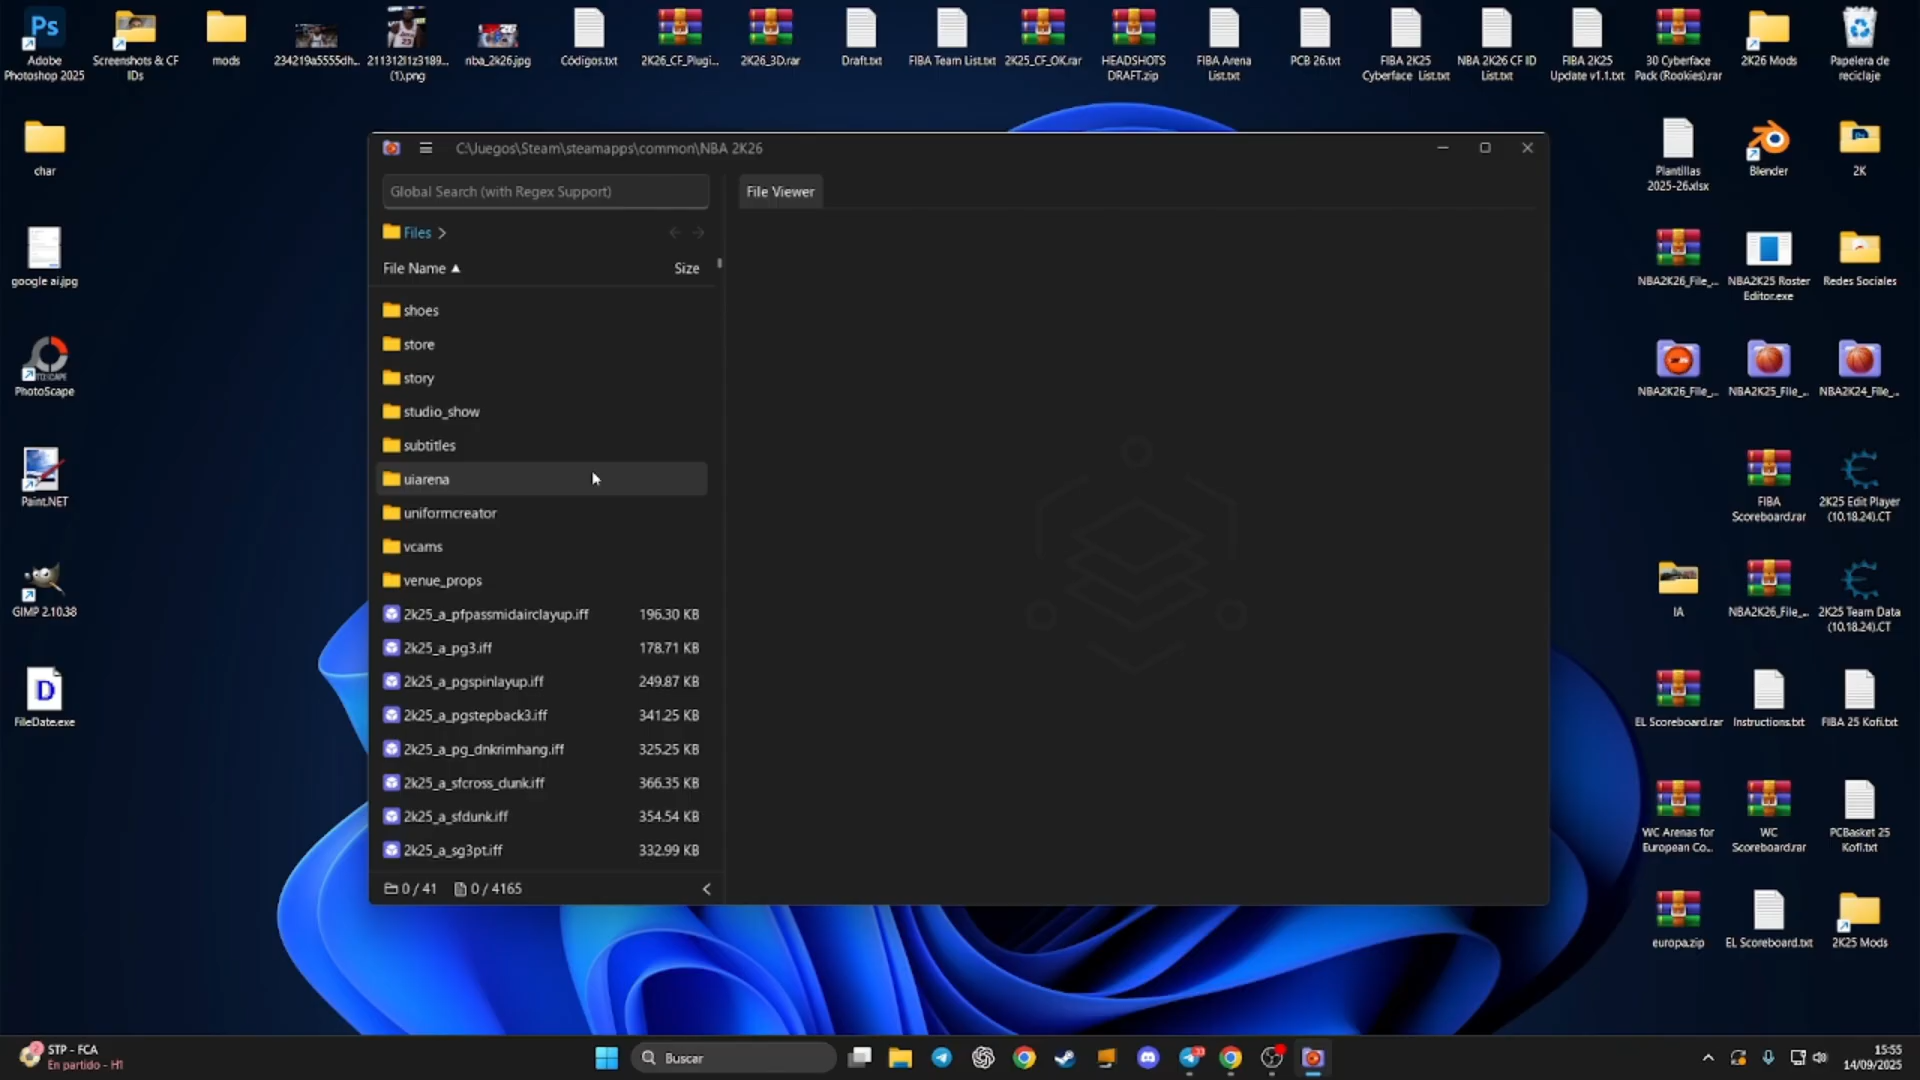 Adobe
Photoshop 2025
Screenshots & CF
IDs
mods
234219a5555dh...
211312l1z3189...
(1).png
nba_2k26.jpg
Códigos.txt
2K26_CF_Plugi...
2K26_3D.rar
Draft.txt
FIBA Team List.txt
2K25_CF_OK.rar
HEADSHOTS
DRAFT.zip
FIBA Arena
List.txt
PCB 26.txt
FIBA 2K25
Cyberface List.txt
NBA 2K26 CF ID
List.txt
FIBA 2K25
Update v1.1.txt
30 Cyberface
Pack (Rookies).rar
2K26 Mods
Papelera de
reciclaje
char
google ai.jpg
PhotoScape
Paint.NET
GIMP 2.10.38
FileDate.exe
C:\Juegos\Steam\steamapps\common\NBA 2K26
Global Search (with Regex Support)
File Viewer
Files
File Name
Size
shoes
store
story
studio_show
subtitles
uiarena
uniformcreator
vcams
venue_props
2k25_a_pfpassmidairclayup.iff 196.30 KB
2k25_a_pg3.iff 178.71 KB
2k25_a_pgspinlayup.iff 249.87 KB
2k25_a_pgstepback3.iff 341.25 KB
2k25_a_pg_dnkrimhang.iff 325.25 KB
2k25_a_sfcross_dunk.iff 366.35 KB
2k25_a_sfdunk.iff 354.54 KB
2k25_a_sg3pt.iff 332.99 KB
0 / 41 0 / 4165
Plantillas
2025-26.xlsx
Blender
2K
NBA2K26_File_...
NBA2K25 Roster
Editor.exe
Redes Sociales
NBA2K26_File_...
NBA2K25_File_...
NBA2K24_File_...
FIBA
Scoreboard.rar
2K25 Edit Player
(10.18.24).CT
IA
NBA2K26_File_...
2K25 Team Data
(10.18.24).CT
EL Scoreboard.rar
Instructions.txt
FIBA 25 Kofi.txt
WC Arenas for
European Co...
WC
Scoreboard.rar
PCBasket 25
Kofi.txt
europa.zip
EL Scoreboard.txt
2K25 Mods
STP - FCA
En partido - H1
Buscar
15:55
14/09/2025